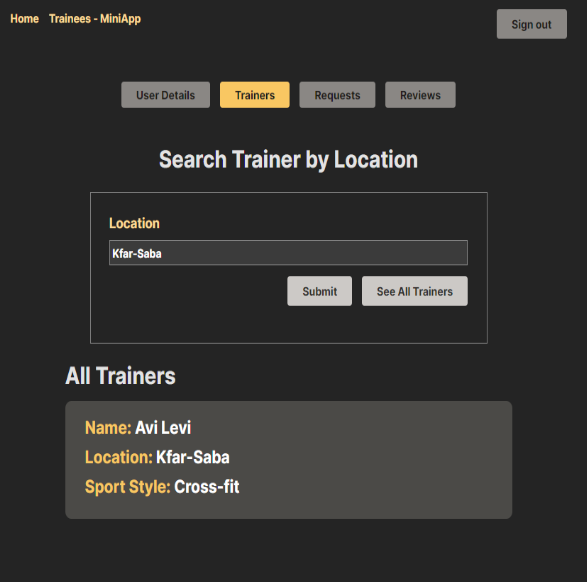 Home Trainees - MiniApp Sign out
User Details Trainers Requests Reviews
Search Trainer by Location
Location
Kfar-Saba
Submit See All Trainers
All Trainers
Name: Avi Levi
Location: Kfar-Saba
Sport Style: Cross-fit